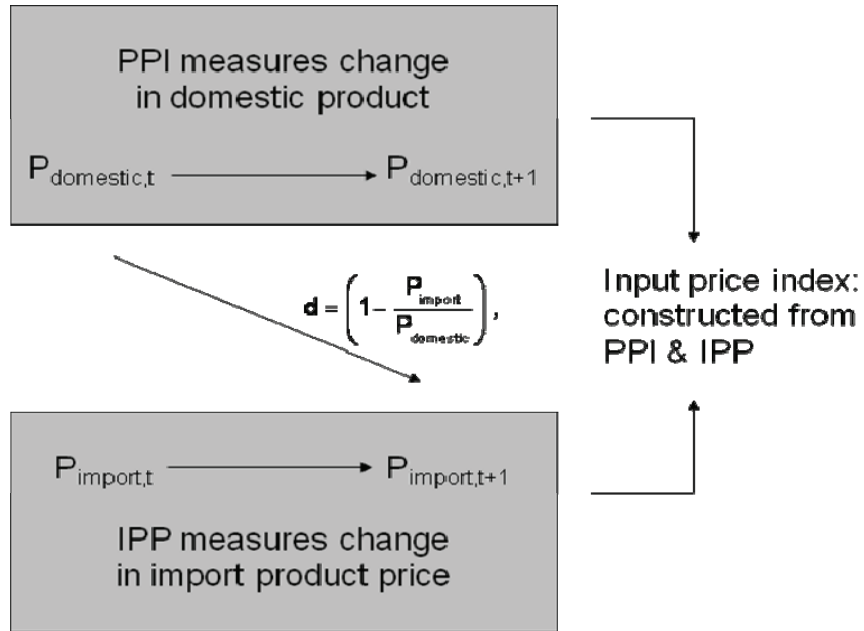 PPI measures change
in domestic product
P_domestic,t P_domestic,t+1
d = (1 - P_import / P_domestic),
Input price index:
constructed from
PPI & IPP
P_import,t P_import,t+1
IPP measures change
in import product price